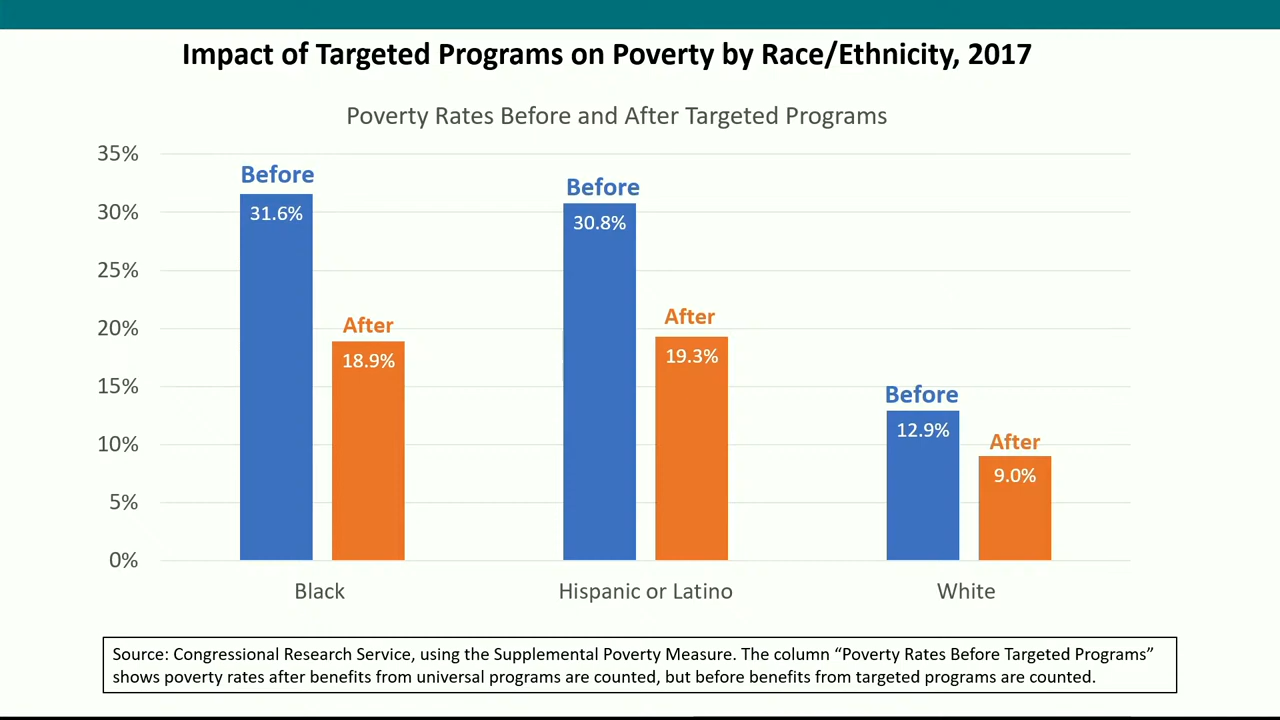 Impact of Targeted Programs on Poverty by Race/Ethnicity, 2017
Poverty Rates Before and After Targeted Programs
35%
30%
25%
20%
15%
10%
5%
0%
Before
31.6%
After
18.9%
Before
30.8%
After
19.3%
Before
12.9%
After
9.0%
Black
Hispanic or Latino
White
Source: Congressional Research Service, using the Supplemental Poverty Measure. The column “Poverty Rates Before Targeted Programs”
shows poverty rates after benefits from universal programs are counted, but before benefits from targeted programs are counted.